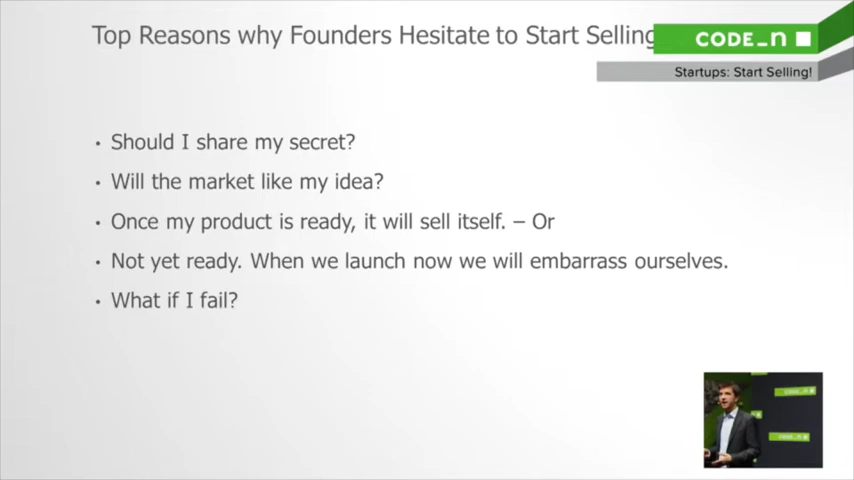 Top Reasons why Founders Hesitate to Start Selling
CODE_n
Startups: Start Selling!
• Should I share my secret?
• Will the market like my idea?
• Once my product is ready, it will sell itself. – Or
• Not yet ready. When we launch now we will embarrass ourselves.
• What if I fail?
CODE_n
CODE_n